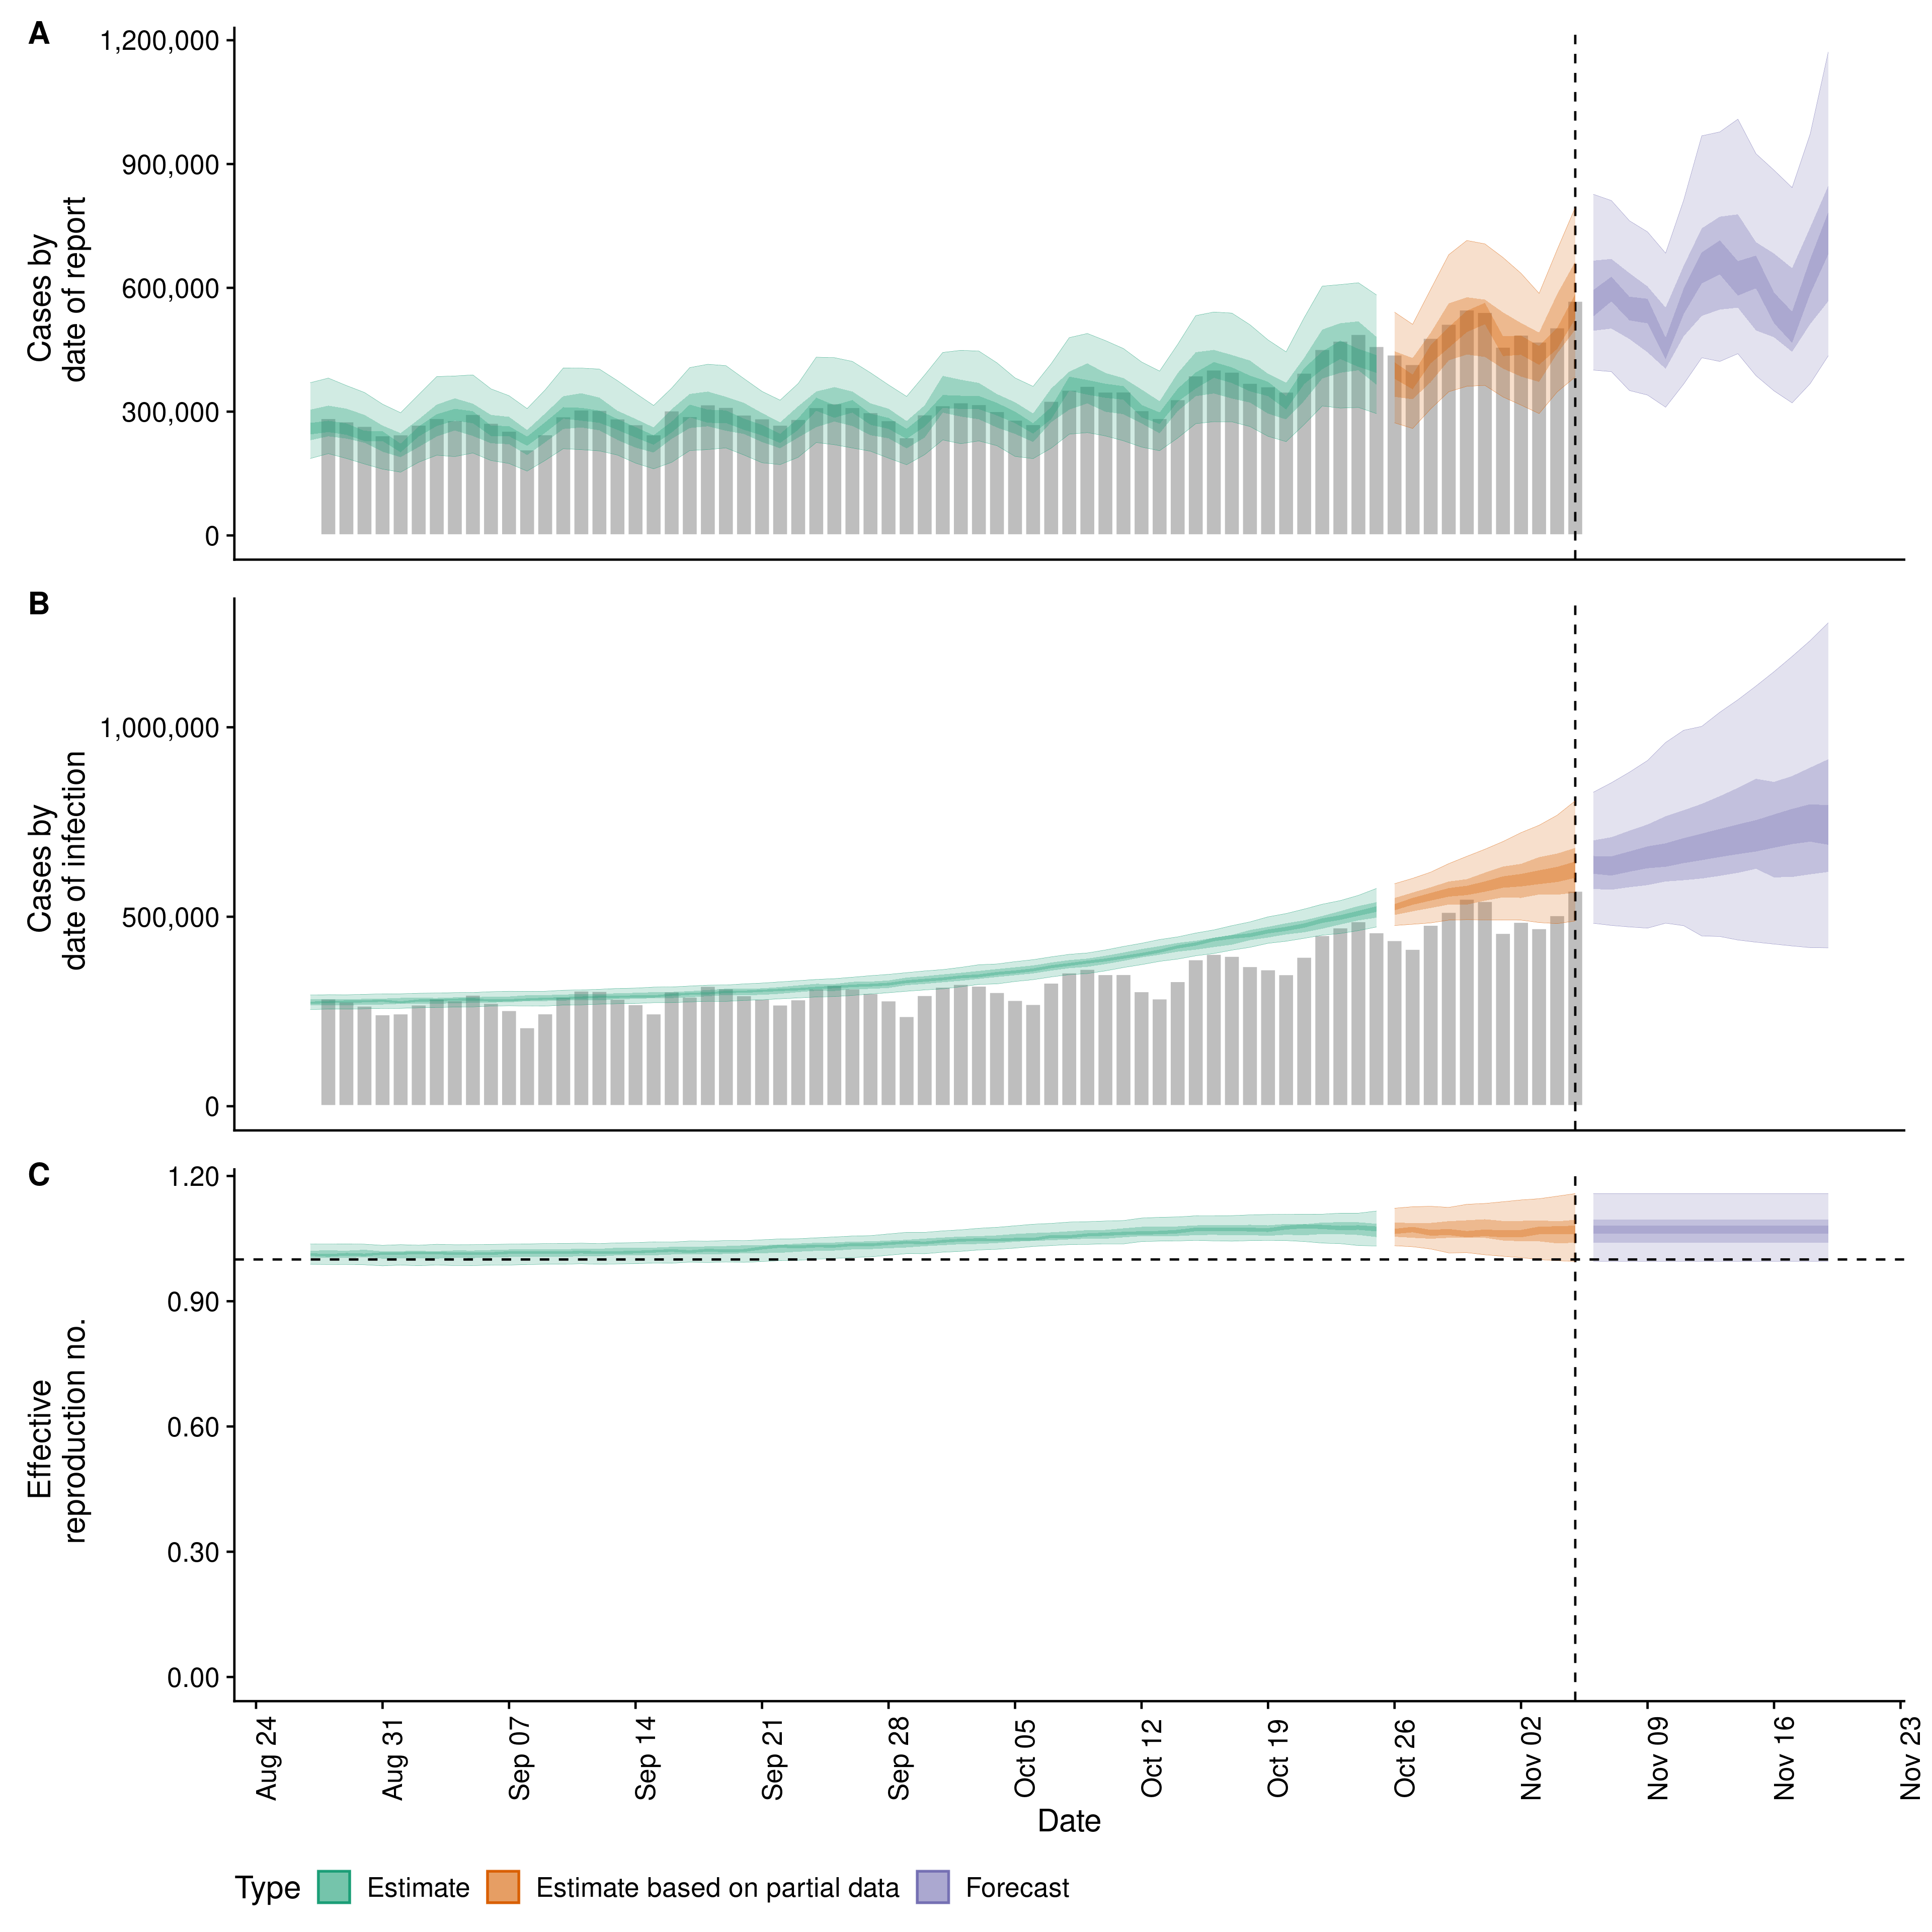 A
1,200,000
900,000
600,000
300,000
0
Cases by
date of report
B
1,000,000
500,000
0
Cases by
date of infection
C
1.20
0.90
0.60
0.30
0.00
Effective
reproduction no.
Aug 24
Aug 31
Sep 07
Sep 14
Sep 21
Sep 28
Oct 05
Oct 12
Oct 19
Oct 26
Nov 02
Nov 09
Nov 16
Nov 23
Date
Type Estimate Estimate based on partial data Forecast